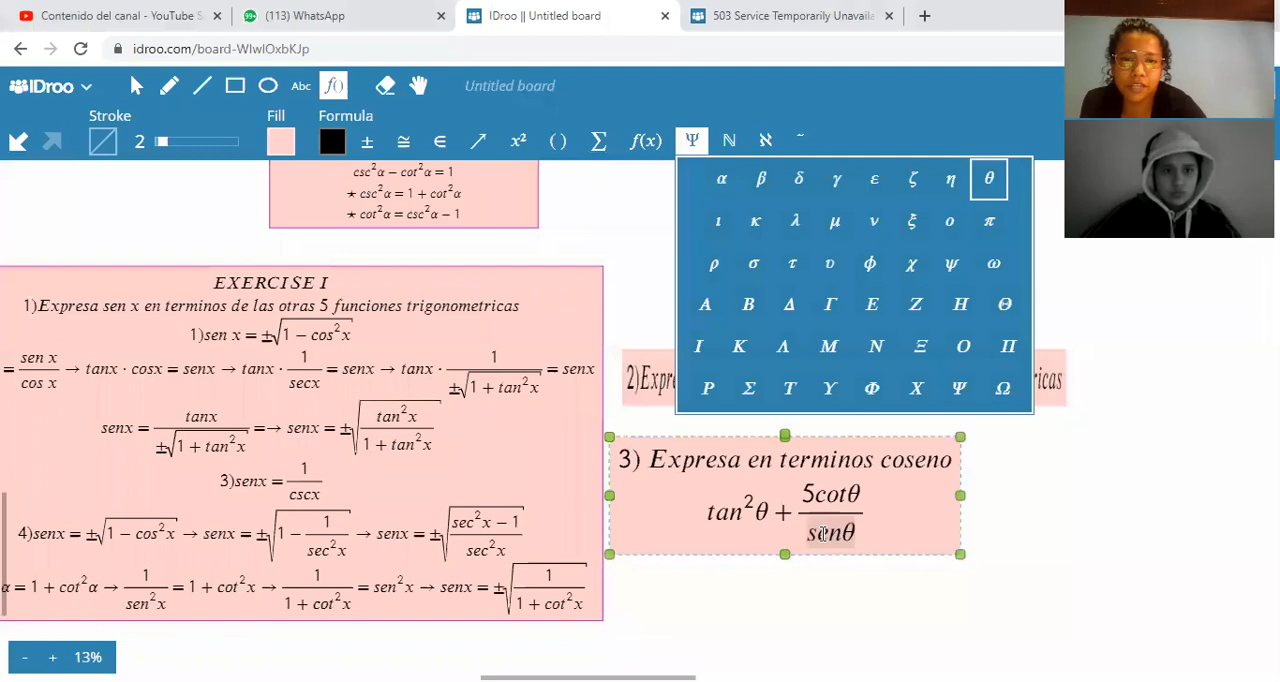 Contenido del canal - YouTube S
(113) WhatsApp
IDroo || Untitled board
503 Service Temporarily Unavaila
idroo.com/board-WIwIOxbKJp
IDroo
Abc
f()
Untitled board
Stroke
Fill
Formula
2
± ≅ ∈ ↗ x² ( ) ∑ f(x) Ψ ℕ ℵ ~
α β δ γ ε ζ η θ
ι κ λ μ ν ξ ο π
ρ σ τ υ ϕ χ ψ ω
Α Β Δ Γ Ε Ζ Η Θ
Ι Κ Λ Μ Ν Ξ Ο Π
Ρ Σ Τ Υ Φ Χ Ψ Ω
csc²α − cot²α = 1
⋆ csc²α = 1 + cot²α
⋆ cot²α = csc²α − 1
EXERCISE I
1)Expresa sen x en terminos de las otras 5 funciones trigonometricas
1)sen x = ±√(1 − cos²x)
= sen x / cos x → tanx · cosx = senx → tanx · 1/secx = senx → tanx · 1/±√(1 + tan²x) = senx
senx = tanx/±√(1 + tan²x) =→ senx = ±√(tan²x/(1 + tan²x))
3)senx = 1/cscx
4)senx = ±√(1 − cos²x) → senx = ±√(1 − 1/sec²x) → senx = ±√((sec²x − 1)/sec²x)
α = 1 + cot²α → 1/sen²x = 1 + cot²x → 1/(1 + cot²x) = sen²x → senx = ±√(1/(1 + cot²x))
2)Expre
ricas
3) Expresa en terminos coseno
tan²θ + 5cotθ/senθ
- + 13%